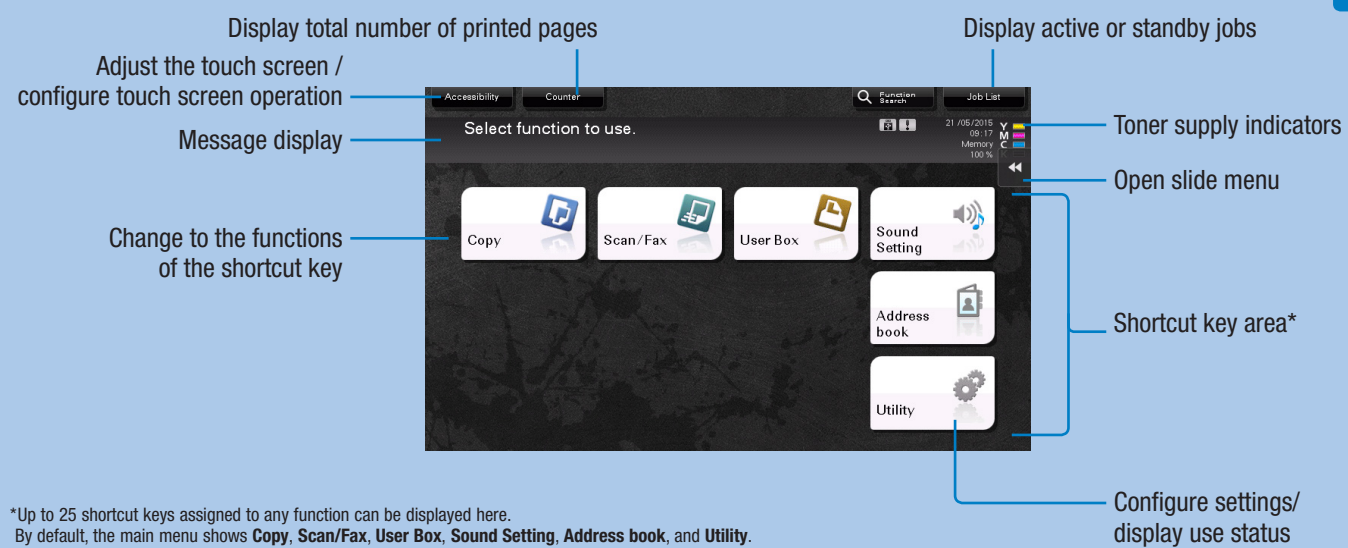 Display total number of printed pages
Display active or standby jobs
Adjust the touch screen /
configure touch screen operation
Message display
Change to the functions
of the shortcut key
Accessibility
Counter
Function
Search
Job List
Select function to use.
21 /05/2015
09:17
Memory
100 %
Y
M
C
K
Copy
Scan/Fax
User Box
Sound
Setting
Address
book
Utility
Toner supply indicators
Open slide menu
Shortcut key area*
Configure settings/
display use status
*Up to 25 shortcut keys assigned to any function can be displayed here.
By default, the main menu shows Copy, Scan/Fax, User Box, Sound Setting, Address book, and Utility.